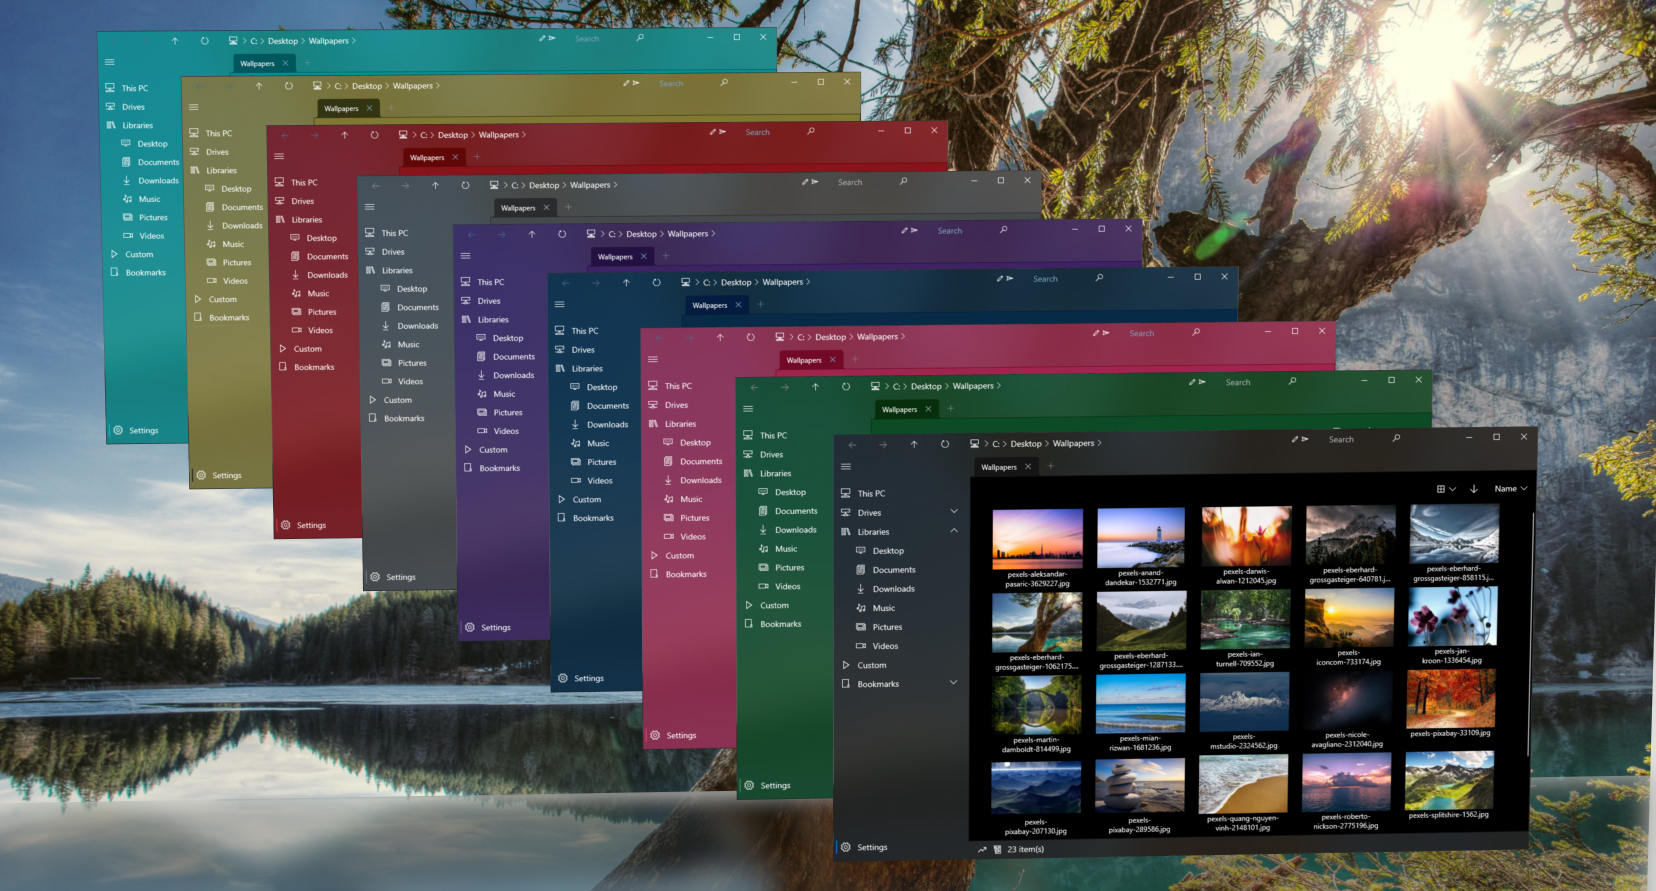 C: > Desktop > Wallpapers >
Search
Wallpapers
This PC
Drives
Libraries
Desktop
Documents
Downloads
Music
Pictures
Videos
Custom
Bookmarks
Settings
C: > Desktop > Wallpapers >
Search
Wallpapers
This PC
Drives
Libraries
Desktop
Documents
Downloads
Music
Pictures
Videos
Custom
Bookmarks
Settings
C: > Desktop > Wallpapers >
Search
Wallpapers
This PC
Drives
Libraries
Desktop
Documents
Downloads
Music
Pictures
Videos
Custom
Bookmarks
Settings
C: > Desktop > Wallpapers >
Search
Wallpapers
This PC
Drives
Libraries
Desktop
Documents
Downloads
Music
Pictures
Videos
Custom
Bookmarks
Settings
C: > Desktop > Wallpapers >
Search
Wallpapers
This PC
Drives
Libraries
Desktop
Documents
Downloads
Music
Pictures
Videos
Custom
Bookmarks
Settings
C: > Desktop > Wallpapers >
Search
Wallpapers
This PC
Drives
Libraries
Desktop
Documents
Downloads
Music
Pictures
Videos
Custom
Bookmarks
Settings
C: > Desktop > Wallpapers >
Search
Wallpapers
This PC
Drives
Libraries
Desktop
Documents
Downloads
Music
Pictures
Videos
Custom
Bookmarks
Settings
C: > Desktop > Wallpapers >
Search
Wallpapers
This PC
Drives
Libraries
Desktop
Documents
Downloads
Music
Pictures
Videos
Custom
Bookmarks
Settings
C: > Desktop > Wallpapers >
Search
Wallpapers
Name
This PC
Drives
Libraries
Desktop
Documents
Downloads
Music
Pictures
Videos
Custom
Bookmarks
Settings
pexels-aleksandar-
pasaric-3629227.jpg
pexels-anand-
dandekar-1532771.jpg
pexels-darwis-
alwan-1212045.jpg
pexels-eberhard-
grossgasteiger-640781.j...
pexels-eberhard-
grossgasteiger-858115.j...
pexels-eberhard-
grossgasteiger-1062175....
pexels-eberhard-
grossgasteiger-1287133....
pexels-ian-
turnell-709552.jpg
pexels-
iconcom-733174.jpg
pexels-jan-
kroon-1336454.jpg
pexels-martin-
damboldt-814499.jpg
pexels-mian-
rizwan-1681236.jpg
pexels-
mstudio-2324562.jpg
pexels-nicole-
avagliano-2312040.jpg
pexels-pixabay-33109.jpg
pexels-
pixabay-207130.jpg
pexels-
pixabay-289586.jpg
pexels-quang-nguyen-
vinh-2148101.jpg
pexels-roberto-
nickson-2775196.jpg
pexels-splitshire-1562.jpg
23 item(s)